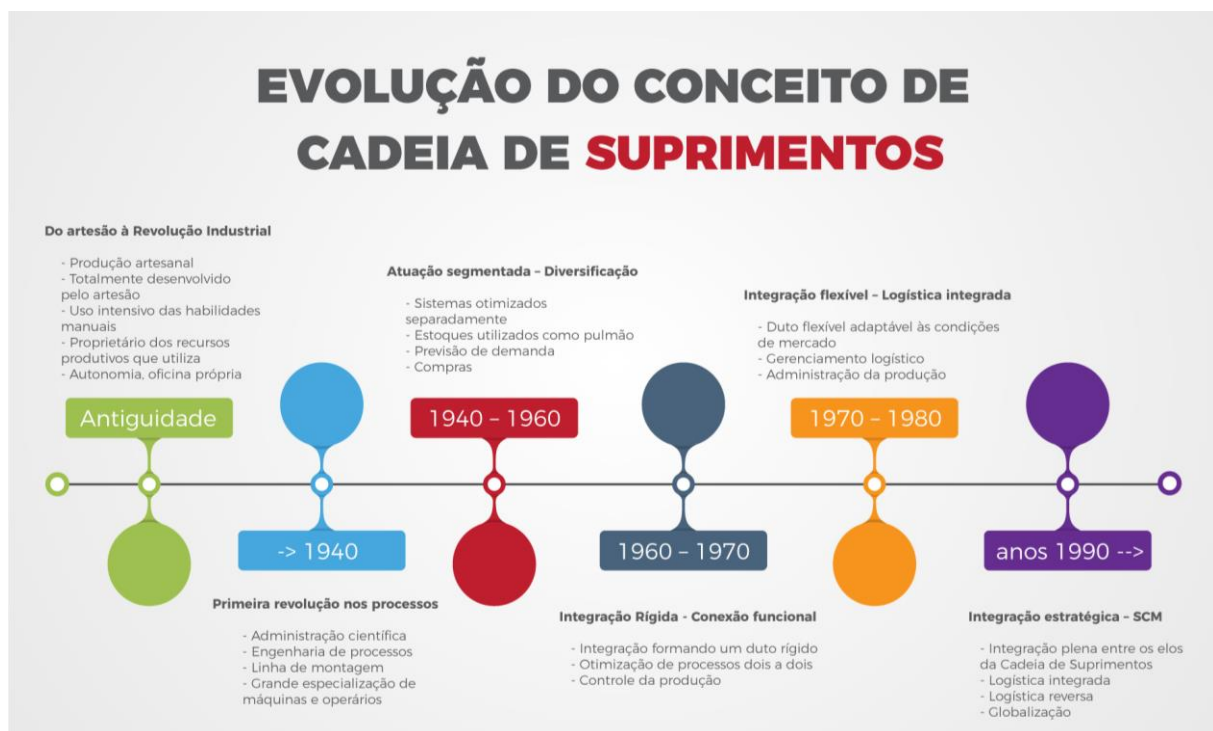 EVOLUÇÃO DO CONCEITO DE
CADEIA DE SUPRIMENTOS
Do artesão à Revolução Industrial
- Produção artesanal
- Totalmente desenvolvido
pelo artesão
- Uso intensivo das habilidades
manuais
- Proprietário dos recursos
produtivos que utiliza
- Autonomia, oficina própria
Antiguidade
-> 1940
Primeira revolução nos processos
- Administração científica
- Engenharia de processos
- Linha de montagem
- Grande especialização de
máquinas e operários
Atuação segmentada – Diversificação
- Sistemas otimizados
separadamente
- Estoques utilizados como pulmão
- Previsão de demanda
- Compras
1940 – 1960
1960 – 1970
Integração Rígida - Conexão funcional
- Integração formando um duto rígido
- Otimização de processos dois a dois
- Controle da produção
Integração flexível – Logística integrada
- Duto flexível adaptável às condições
de mercado
- Gerenciamento logístico
- Administração da produção
1970 – 1980
anos 1990 -->
Integração estratégica – SCM
- Integração plena entre os elos
da Cadeia de Suprimentos
- Logística integrada
- Logística reversa
- Globalização